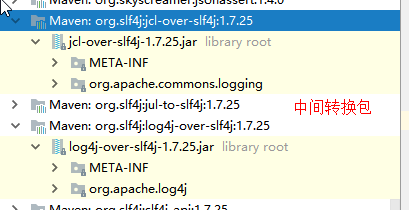 Maven: org.skyscreamer:jsonassert:1.4.0
Maven: org.slf4j:jcl-over-slf4j:1.7.25
jcl-over-slf4j-1.7.25.jar library root
META-INF
org.apache.commons.logging
Maven: org.slf4j:jul-to-slf4j:1.7.25 中间转换包
Maven: org.slf4j:log4j-over-slf4j:1.7.25
log4j-over-slf4j-1.7.25.jar library root
META-INF
org.apache.log4j
Maven: org.slf4j:slf4j-api:1.7.25